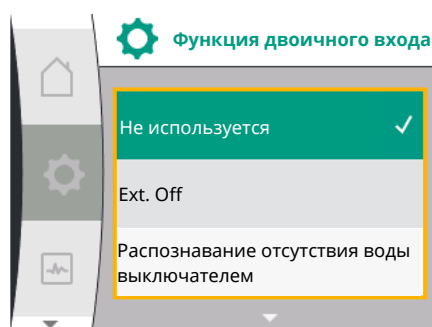 Функция двоичного входа
Не используется
Ext. Off
Распознавание отсутствия воды
выключателем